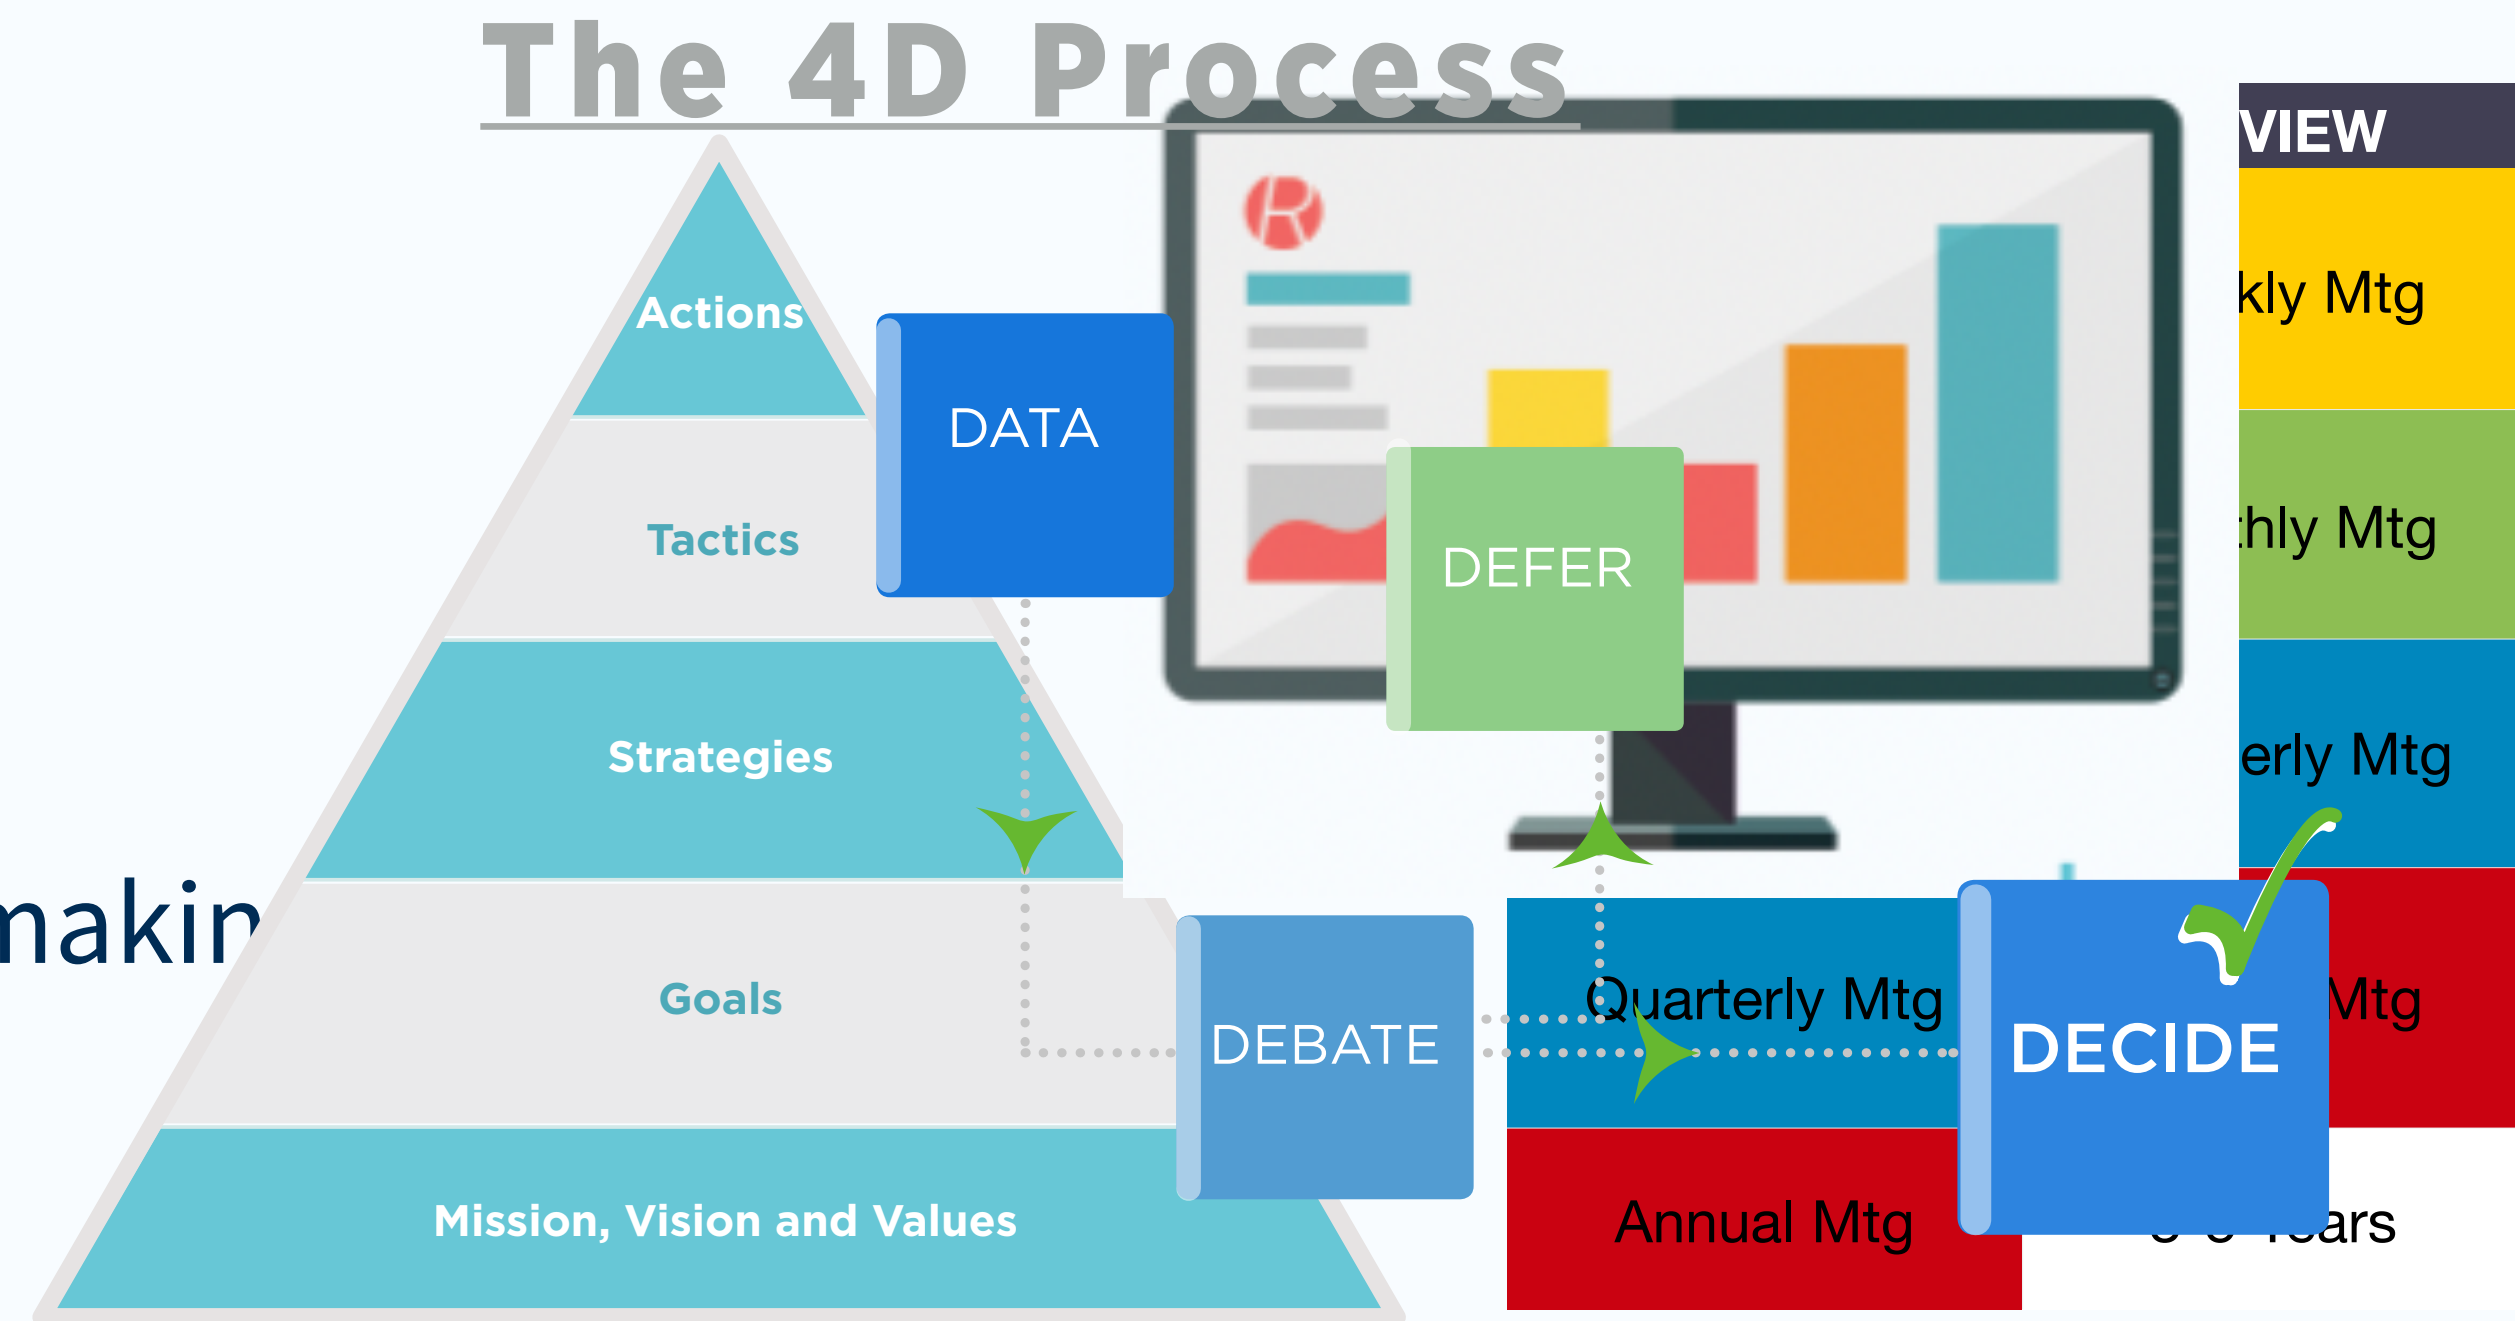 The 4D Process
VIEW
Actions
kly Mtg
DATA
Tactics
DEFER
thly Mtg
Strategies
erly Mtg
makin
Goals
Quarterly Mtg
Mtg
DEBATE
DECIDE
Mission, Vision and Values
Annual Mtg